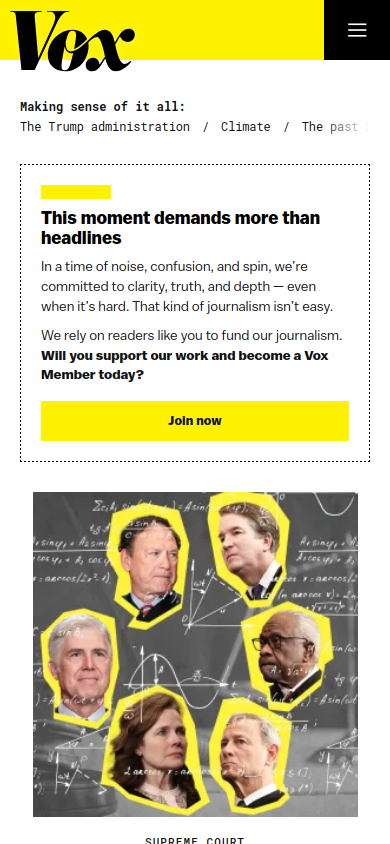 Vox
Making sense of it all:
The Trump administration / Climate / The past
This moment demands more than
headlines
In a time of noise, confusion, and spin, we're
committed to clarity, truth, and depth — even
when it's hard. That kind of journalism isn't easy.
We rely on readers like you to fund our journalism.
Will you support our work and become a Vox
Member today?
Join now
SUPREME COURT